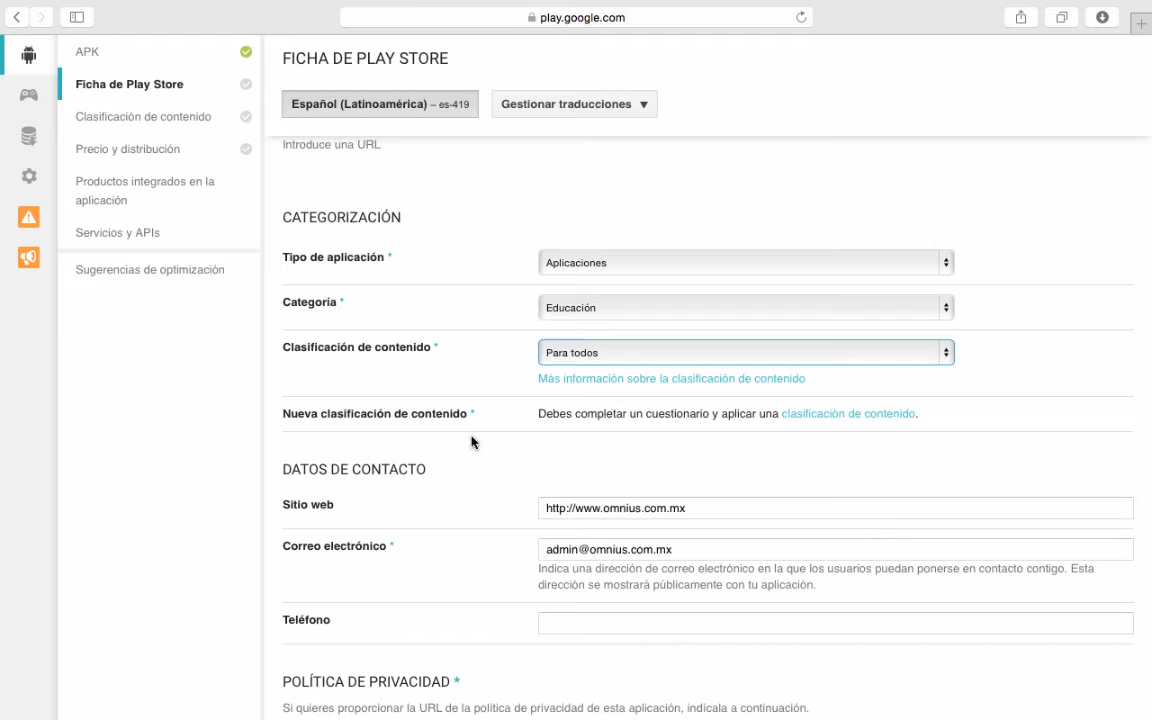 play.google.com
APK
Ficha de Play Store
Clasificación de contenido
Precio y distribución
Productos integrados en la
aplicación
Servicios y APIs
Sugerencias de optimización
FICHA DE PLAY STORE
Español (Latinoamérica) – es-419
Gestionar traducciones
Introduce una URL
CATEGORIZACIÓN
Tipo de aplicación *
Aplicaciones
Categoría *
Educación
Clasificación de contenido *
Para todos
Más información sobre la clasificación de contenido
Nueva clasificación de contenido *
Debes completar un cuestionario y aplicar una clasificación de contenido.
DATOS DE CONTACTO
Sitio web
http://www.omnius.com.mx
Correo electrónico *
admin@omnius.com.mx
Indica una dirección de correo electrónico en la que los usuarios puedan ponerse en contacto contigo. Esta
dirección se mostrará públicamente con tu aplicación.
Teléfono
POLÍTICA DE PRIVACIDAD *
Si quieres proporcionar la URL de la política de privacidad de esta aplicación, indícala a continuación.